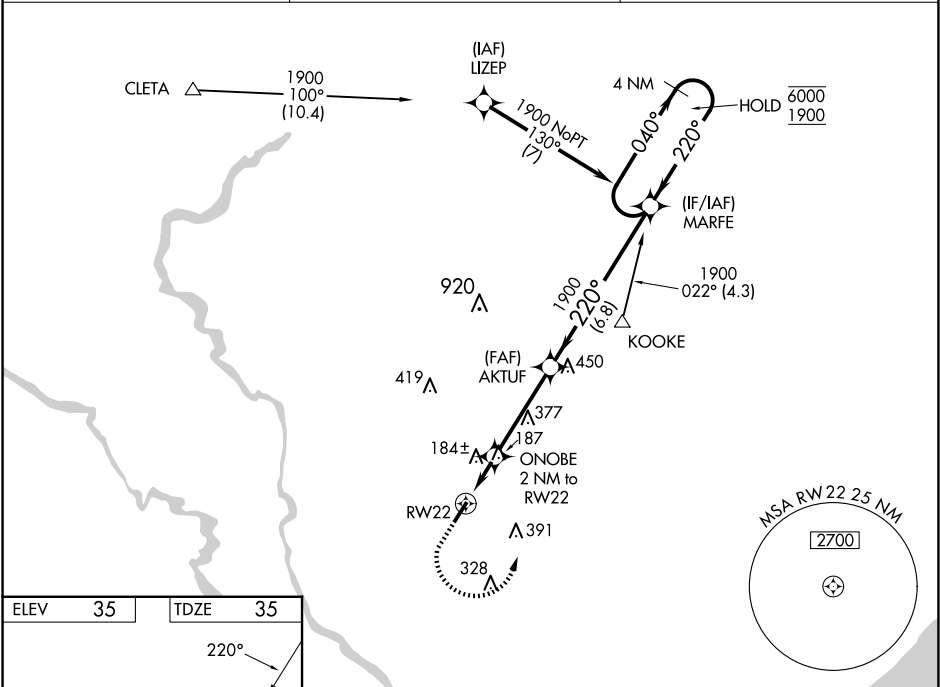 (IAF)
LIZEP
CLETA
1900
100°
(10.4)
1900 NoPT
130°
(7)
4 NM
HOLD
6000
1900
040°
220°
(IF/IAF)
MARFE
1900
220°
(6.8)
1900
022° (4.3)
KOOKE
920
(FAF)
AKTUF
450
419
377
184±
187
ONOBE
2 NM to
RW22
RW22
391
328
MSA RW22 25 NM
2700
ELEV 35
TDZE 35
220°